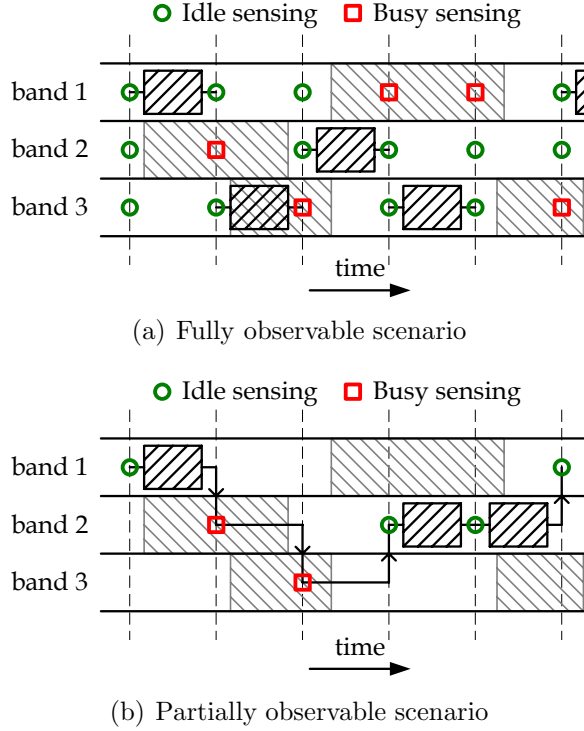 Idle sensing Busy sensing
band 1
band 2
band 3
time
(a) Fully observable scenario
Idle sensing Busy sensing
band 1
band 2
band 3
time
(b) Partially observable scenario